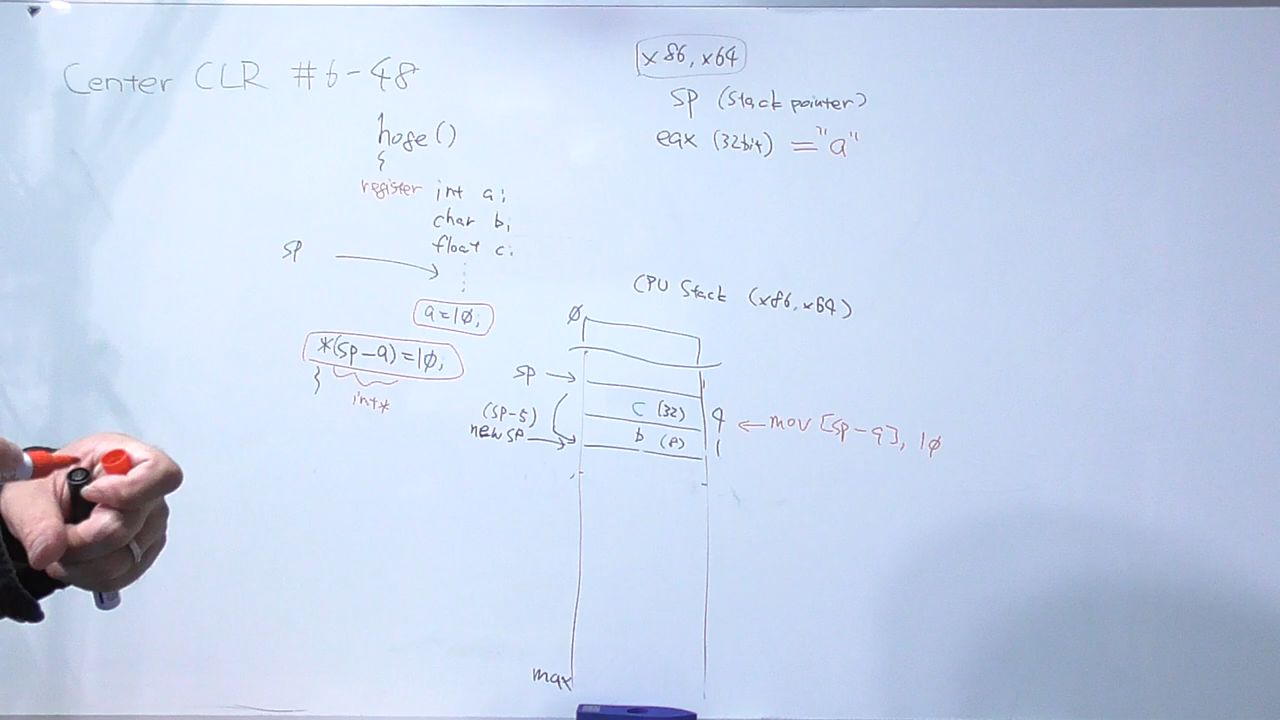 Center CLR #6-48
x86, x64
SP (Stack pointer)
eax (32bit) = "a"
hoge()
{
register int a;
char b;
float c;
SP
a=10;
*(SP-9)=10;
}
int*
CPU Stack (x86, x64)
0
SP
C (32) 4
(SP-5)
new SP
b (8) 1
← mov [SP-9], 10
max